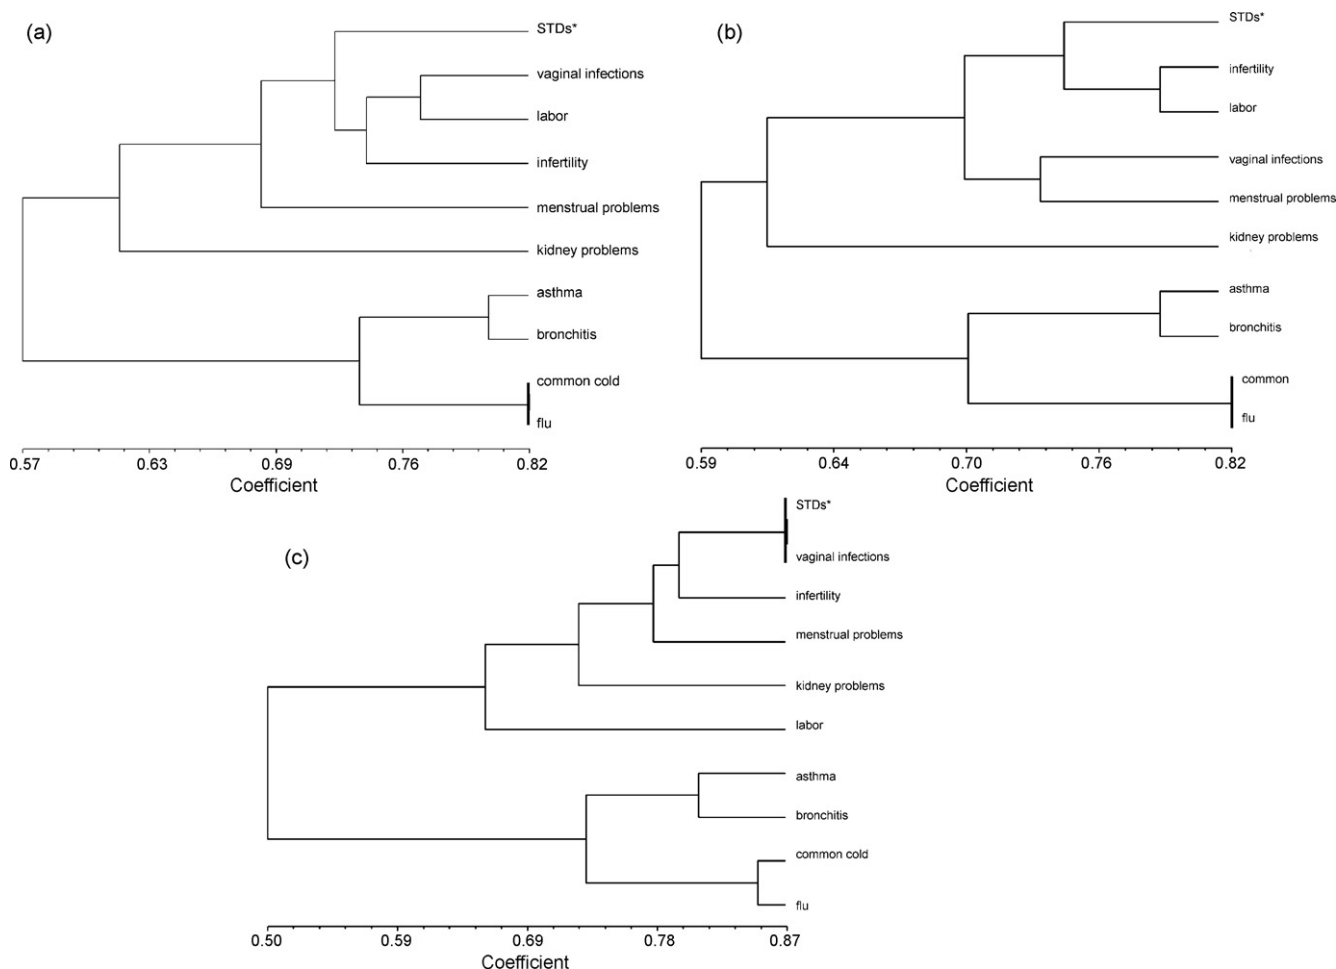 (a)
STDs*
vaginal infections
labor
infertility
menstrual problems
kidney problems
asthma
bronchitis
common cold
flu
0.57 0.63 0.69 0.76 0.82
Coefficient
(b)
STDs*
infertility
labor
vaginal infections
menstrual problems
kidney problems
asthma
bronchitis
common
flu
0.59 0.64 0.70 0.76 0.82
Coefficient
(c)
STDs*
vaginal infections
infertility
menstrual problems
kidney problems
labor
asthma
bronchitis
common cold
flu
0.50 0.59 0.69 0.78 0.87
Coefficient